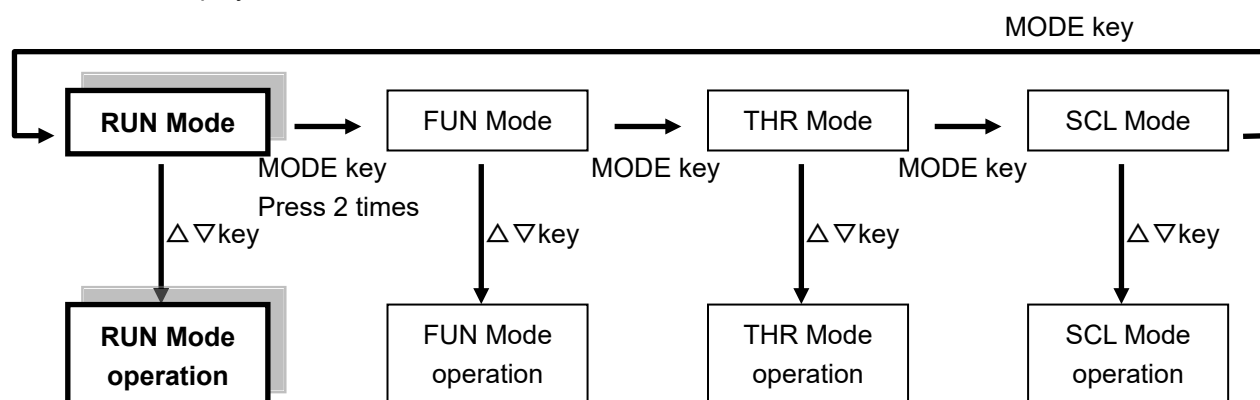 MODE key
RUN Mode
FUN Mode
THR Mode
SCL Mode
MODE key
Press 2 times
MODE key
MODE key
△▽key
△▽key
△▽key
△▽key
RUN Mode
operation
FUN Mode
operation
THR Mode
operation
SCL Mode
operation